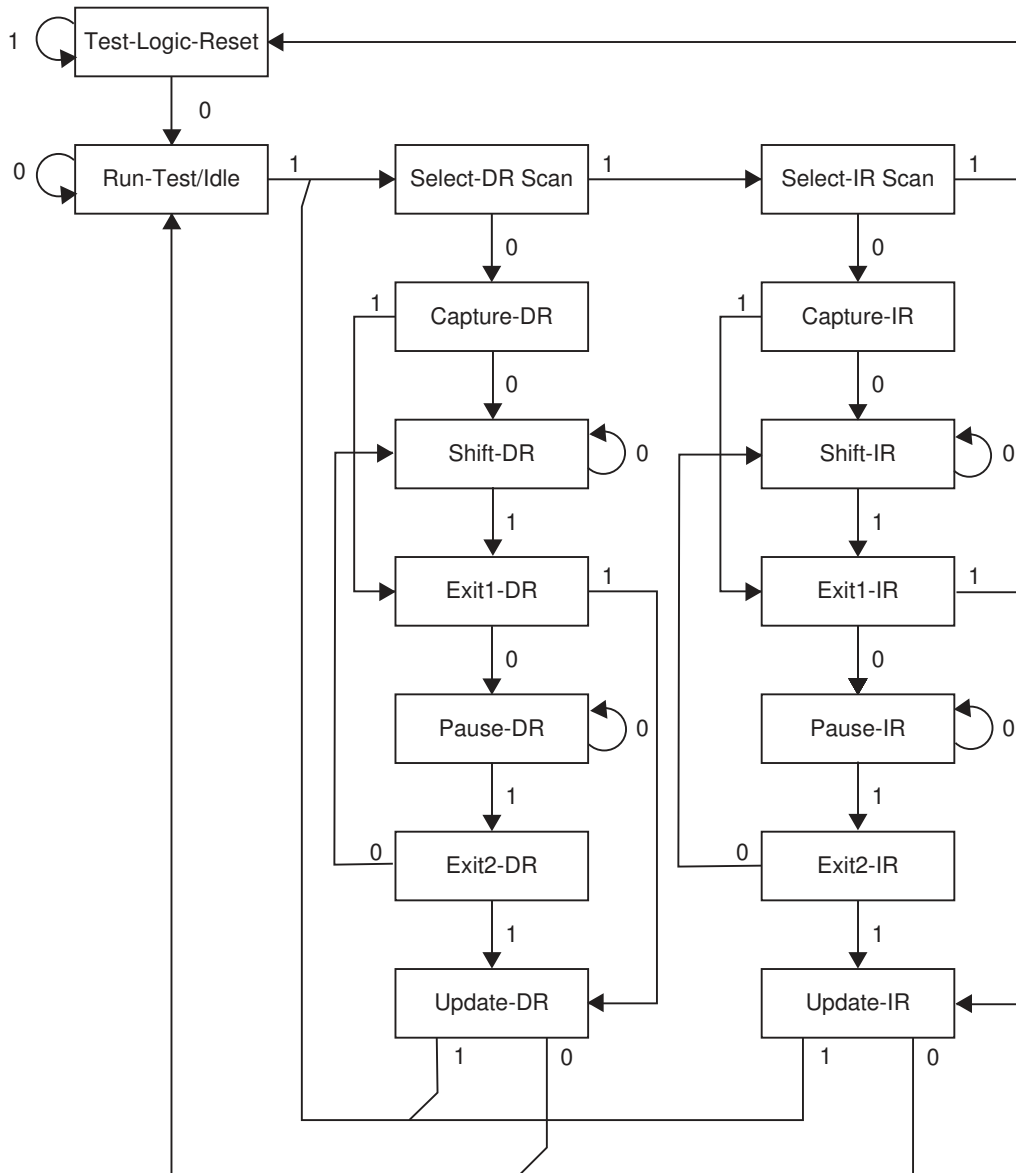 1 Test-Logic-Reset
0
0 Run-Test/Idle 1 Select-DR Scan 1 Select-IR Scan 1
0 0
1 Capture-DR 1 Capture-IR
0 0
Shift-DR 0 Shift-IR 0
1 1
Exit1-DR 1 Exit1-IR 1
0 0
Pause-DR 0 Pause-IR 0
1 1
0 Exit2-DR 0 Exit2-IR
1 1
Update-DR Update-IR
1 0 1 0